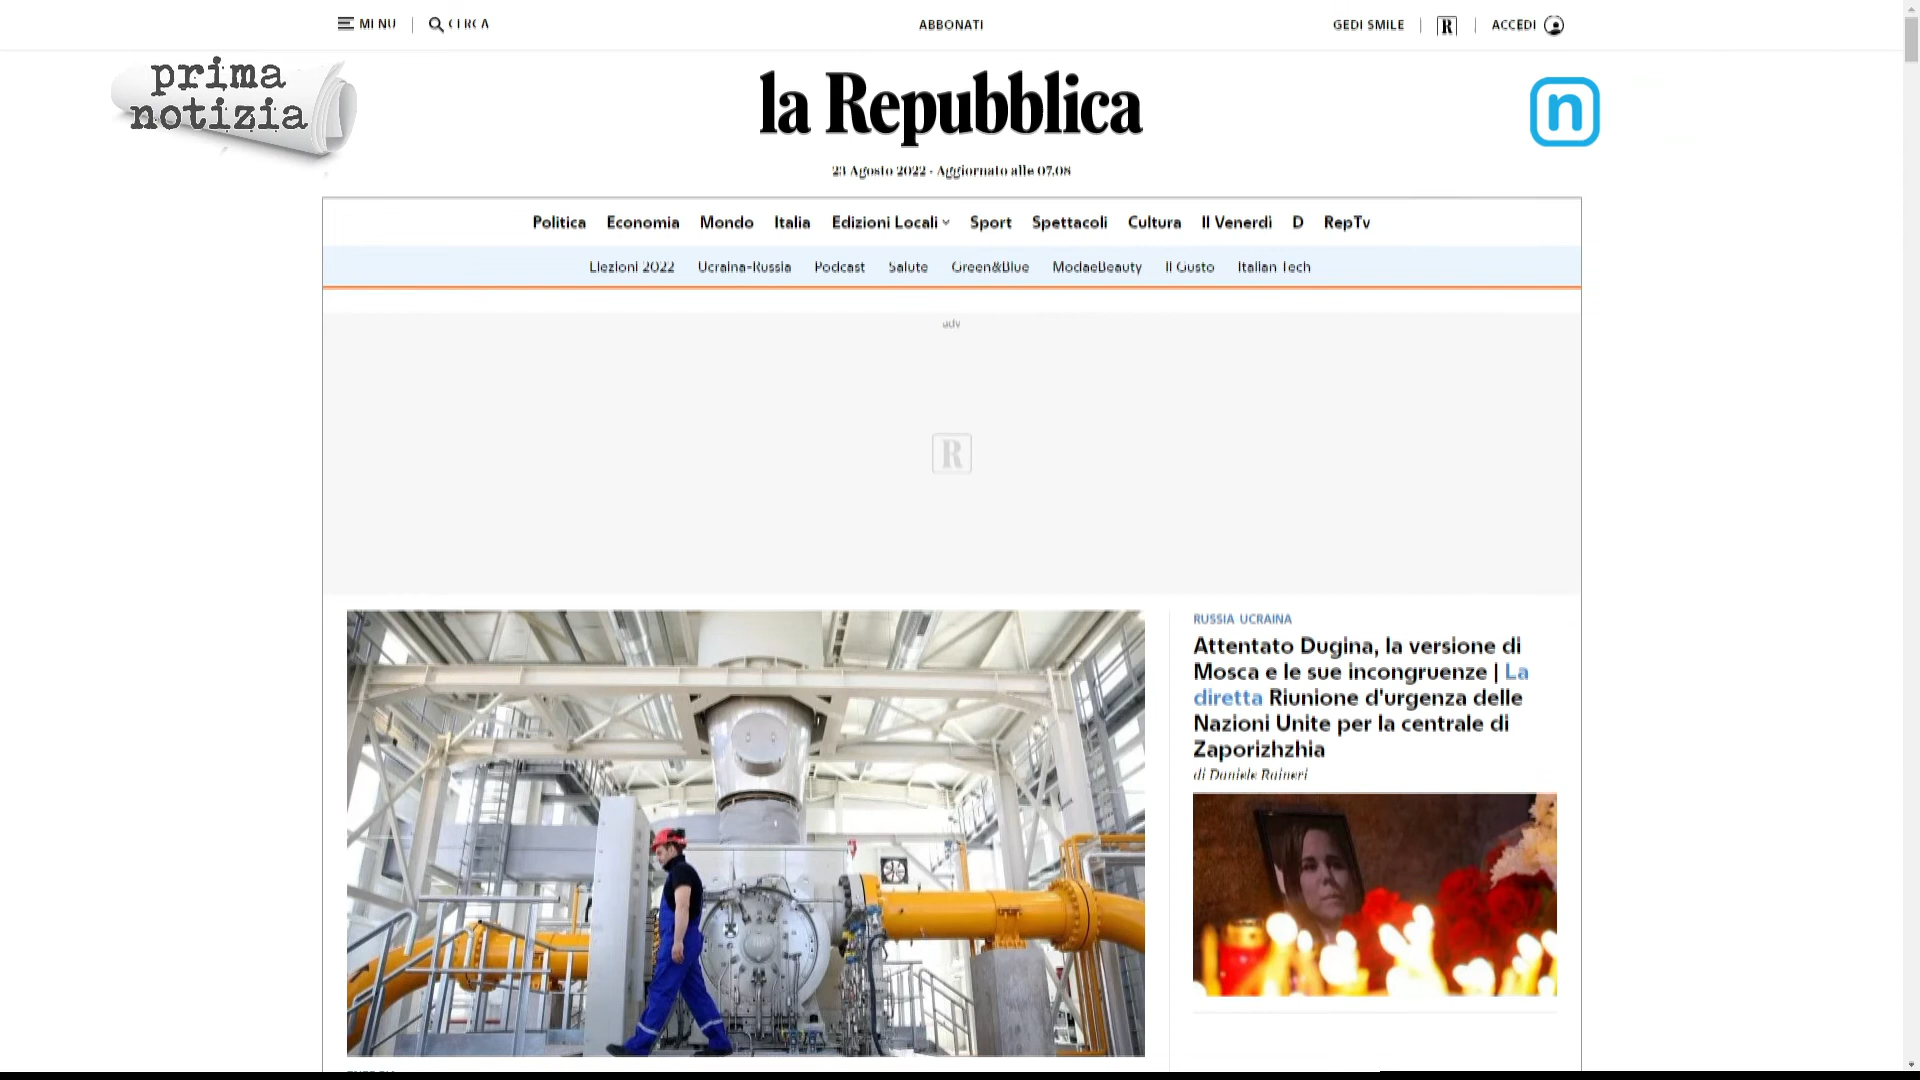 MENU
CERCA
ABBONATI
GEDI SMILE
R
ACCEDI
prima
notizia
la Repubblica
n
23 Agosto 2022 - Aggiornato alle 07.08
Politica Economia Mondo Italia Edizioni Locali Sport Spettacoli Cultura Il Venerdì D RepTv
Elezioni 2022 Ucraina-Russia Podcast Salute Green&Blue ModaeBeauty Il Gusto Italian Tech
adv
R
RUSSIA UCRAINA
Attentato Dugina, la versione di
Mosca e le sue incongruenze | La
diretta Riunione d'urgenza delle
Nazioni Unite per la centrale di
Zaporizhzhia
di Daniele Raineri